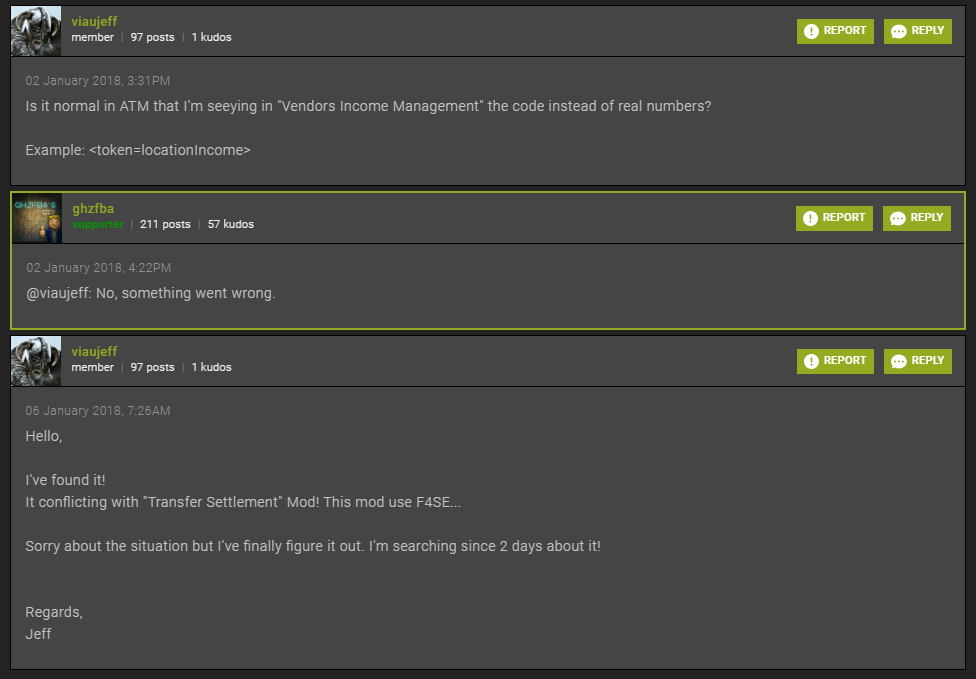 viaujeff
member | 97 posts | 1 kudos
REPORT
REPLY
02 January 2018, 3:31PM
Is it normal in ATM that I'm seeying in "Vendors Income Management" the code instead of real numbers?
Example: <token=locationIncome>
GHZFBA'S
ghzfba
supporter | 211 posts | 57 kudos
REPORT
REPLY
02 January 2018, 4:22PM
@viaujeff: No, something went wrong.
viaujeff
member | 97 posts | 1 kudos
REPORT
REPLY
06 January 2018, 7:26AM
Hello,
I've found it!
It conflicting with "Transfer Settlement" Mod! This mod use F4SE...
Sorry about the situation but I've finally figure it out. I'm searching since 2 days about it!
Regards,
Jeff